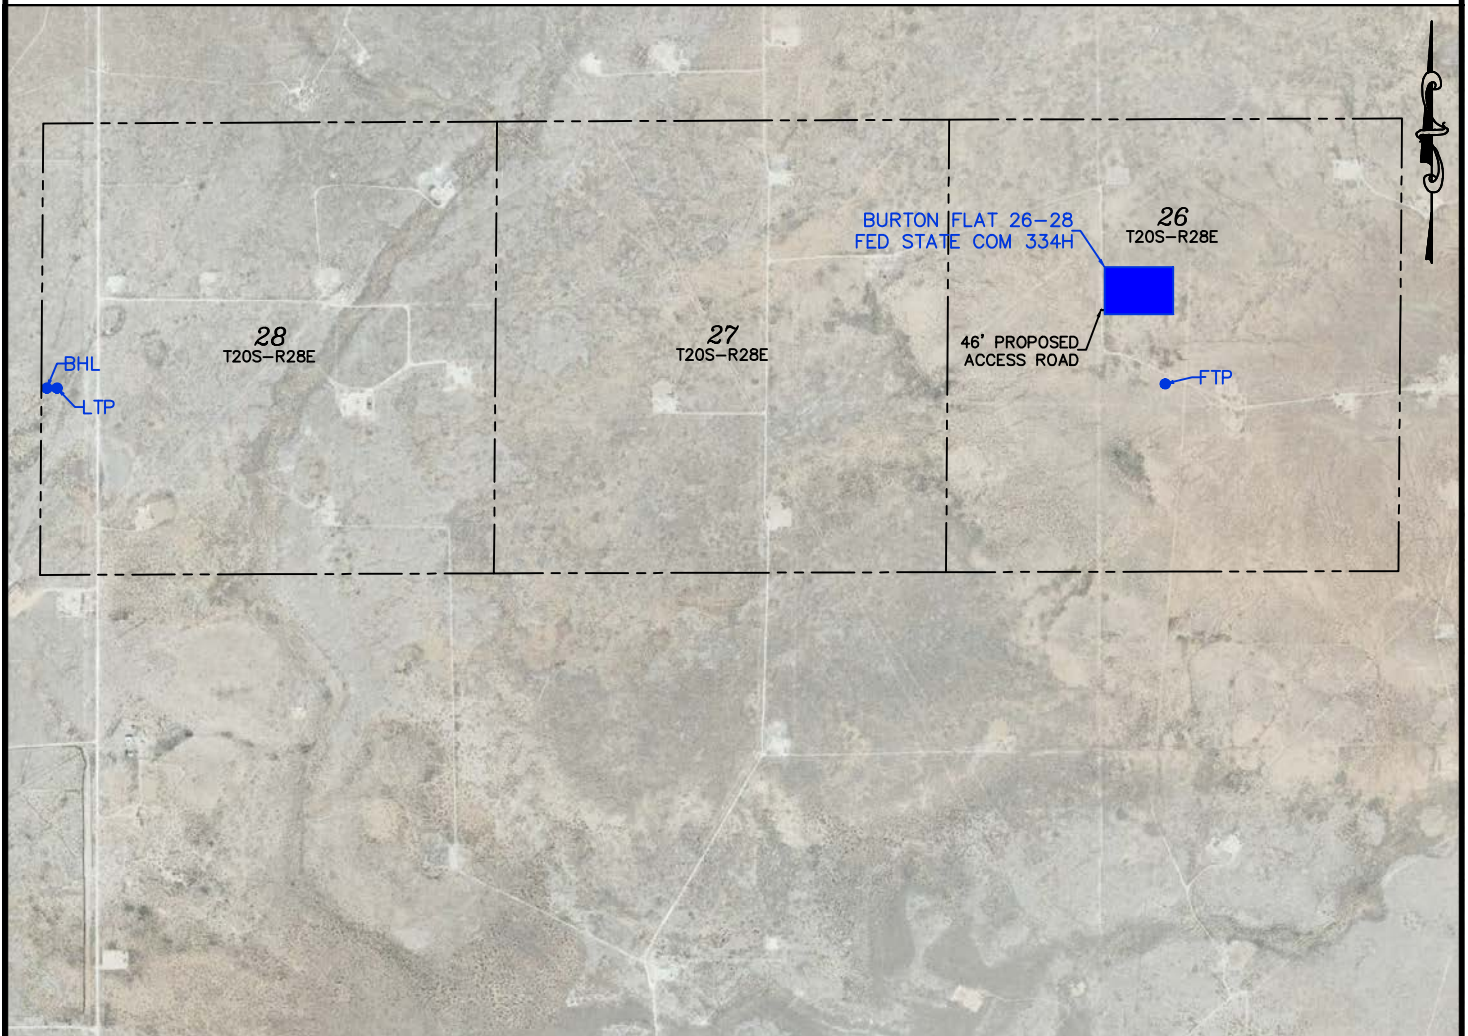 BURTON FLAT 26-28
FED STATE COM 334H
26
T20S-R28E
28
T20S-R28E
27
T20S-R28E
46' PROPOSED
ACCESS ROAD
BHL
LTP
FTP